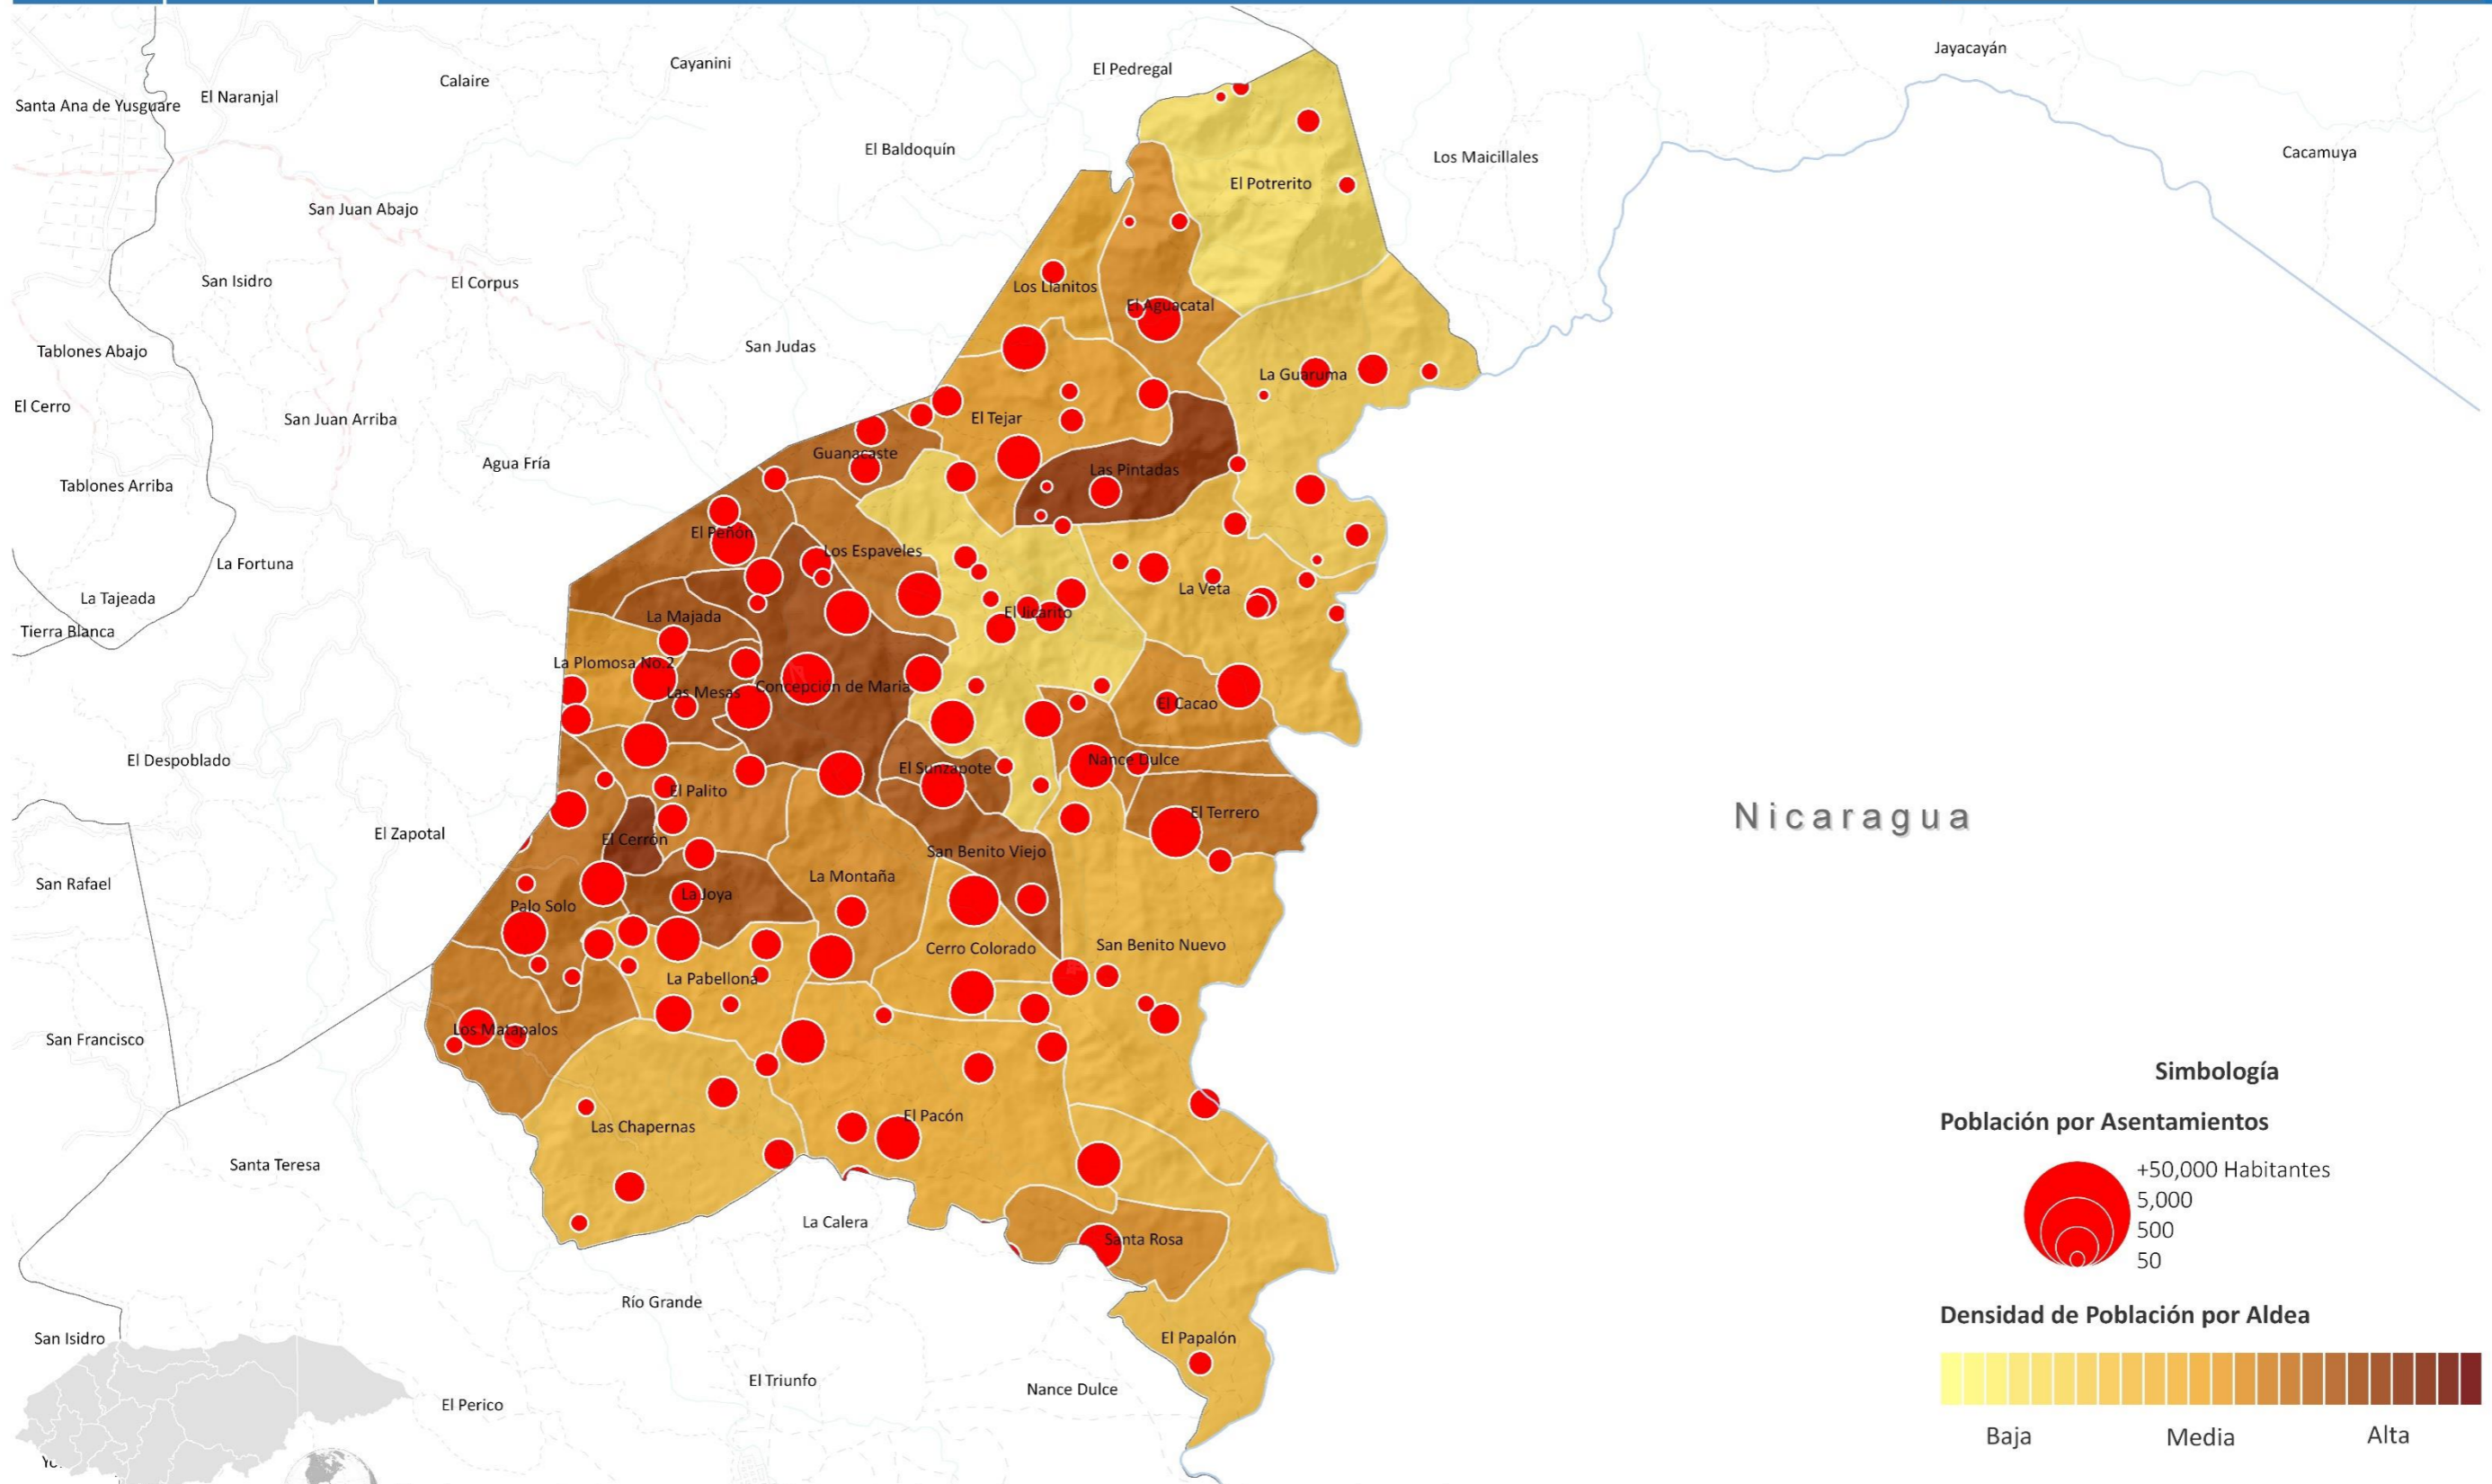 Jayacayán
Cayanini
El Pedregal
Calaire
El Naranjal
Santa Ana de Yusguare
El Baldoquín
Los Maicillales
Cacamuya
El Potrerito
San Juan Abajo
San Isidro
El Corpus
Los Llanitos
El Aguacatal
San Judas
Tablones Abajo
La Guaruma
El Cerro
San Juan Arriba
El Tejar
Guanacaste
Agua Fría
Las Pintadas
Tablones Arriba
El Peñón
Los Espaveles
La Fortuna
La Veta
La Tajeada
El Jicarito
La Majada
Tierra Blanca
La Plomosa No.2
Las Mesas
Concepción de Maria
El Cacao
El Despoblado
Nance Dulce
El Sunzapote
El Palito
El Terrero
Nicaragua
El Zapotal
El Cerrón
San Benito Viejo
La Montaña
San Rafael
La Joya
Palo Solo
Cerro Colorado
San Benito Nuevo
La Pabellona
Los Matapalos
San Francisco
El Pacón
Las Chapernas
Santa Teresa
La Calera
Santa Rosa
Río Grande
San Isidro
El Papalón
El Triunfo
Nance Dulce
El Perico
Simbología
Población por Asentamientos
+50,000 Habitantes
5,000
500
50
Densidad de Población por Aldea
Baja Media Alta